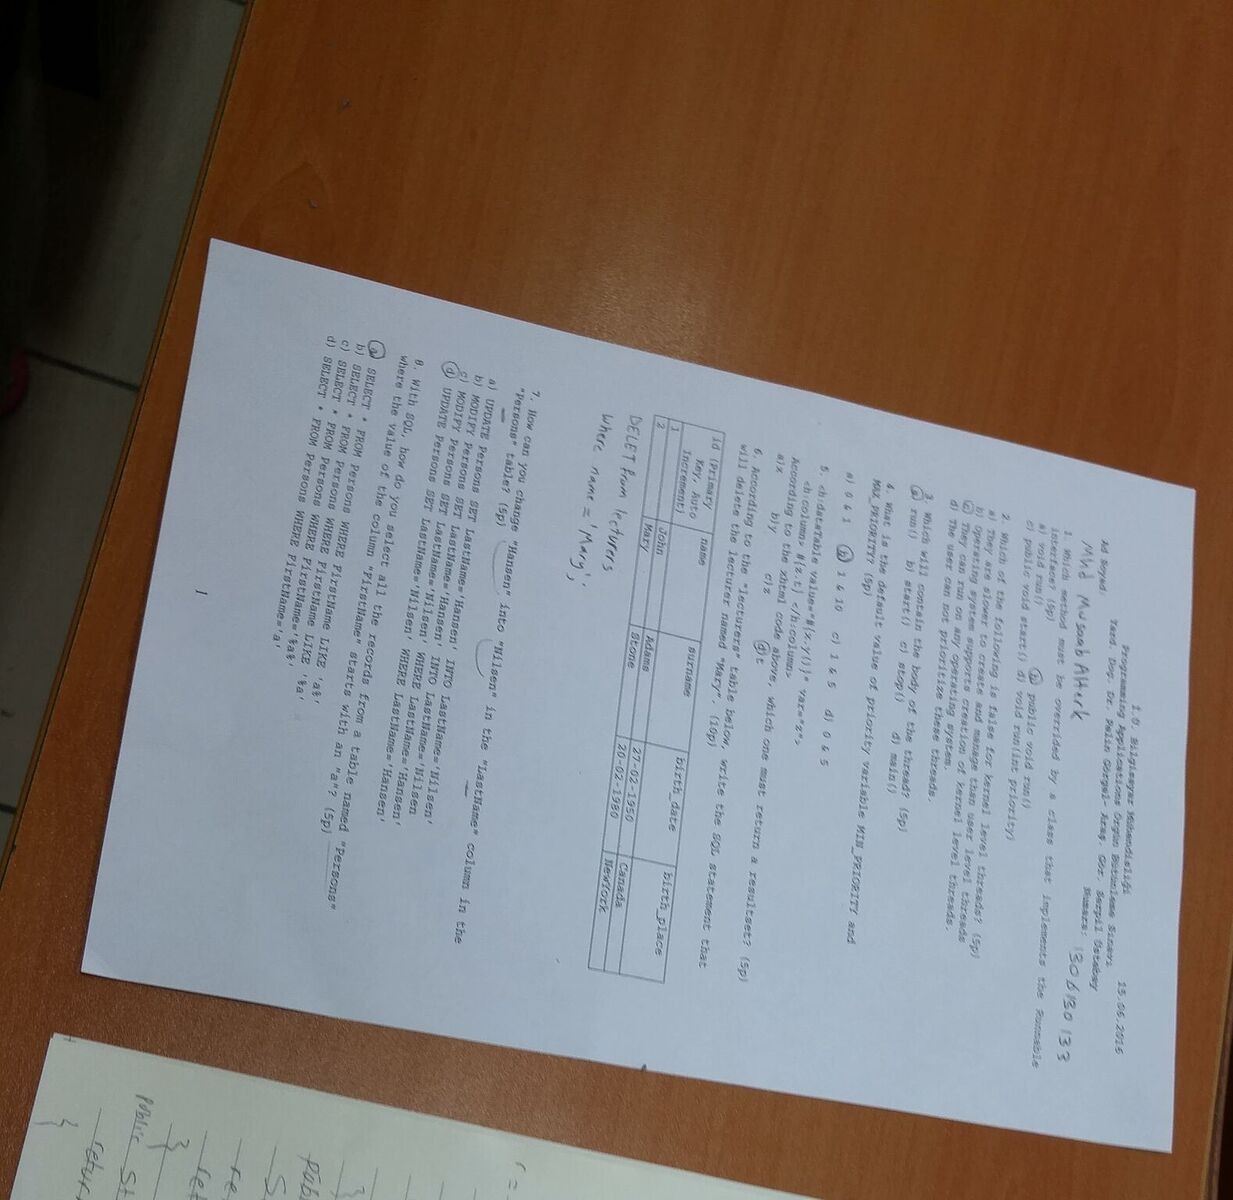 İ.Ü. Bilgisayar Mühendisliği 15.06.2016
Programming Applications Örgün Bütünleme Sınavı
Yard. Doç. Dr. Pelin Görgel- Araş. Gör. Serpil Üstebay
Ad Soyad: Numara: 1306130133
Mhd Musaab Alterk
1. Which method must be overrided by a class that implements the Runnable
interface? (5p)
a) void run() b) public void run()
c) public void start() d) void run(int priority)
2. Which of the following is false for kernel level threads? (5p)
a) They are slower to create and manage than user level threads
b) Operating system supports creation of kernel level threads.
c) They can run on any operating system.
d) The user can not prioritize these threads.
3. Which will contain the body of the thread? (5p)
a) run() b) start() c) stop() d) main()
4. What is the default value of priority variable MIN_PRIORITY and
MAX_PRIORITY? (5p)
a) 0 & 1 b) 1 & 10 c) 1 & 5 d) 0 & 5
5. <h:dataTable value="#{x.y()}" var="z">
<h:column> #{z.t} </h:column>
According to the xhtml code above, which one must return a resultset? (5p)
a)x b)y c)z d)t
6. According to the "lecturers" table below, write the SQL statement that
will delete the lecturer named "Mary". (10p)
id (Primary Key, Auto Increment) name surname birth_date birth_place
1 John Adams 27-02-1950 Canada
2 Mary Stone 20-02-1980 NewYork
DELET from lecturers
where name = 'Mary';
7. How can you change "Hansen" into "Nilsen" in the "LastName" column in the
"Persons" table? (5p)
a) UPDATE Persons SET LastName='Hansen' INTO LastName='Nilsen'
b) MODIFY Persons SET LastName='Hansen' INTO LastName='Nilsen
c) MODIFY Persons SET LastName='Nilsen' WHERE LastName='Hansen'
d) UPDATE Persons SET LastName='Nilsen' WHERE LastName='Hansen'
8. With SQL, how do you select all the records from a table named "Persons"
where the value of the column "FirstName" starts with an "a"? (5p)
a) SELECT * FROM Persons WHERE FirstName LIKE 'a%'
b) SELECT * FROM Persons WHERE FirstName LIKE '%a'
c) SELECT * FROM Persons WHERE FirstName='%a%'
d) SELECT * FROM Persons WHERE FirstName='a'
1
}
}
public St
return
}